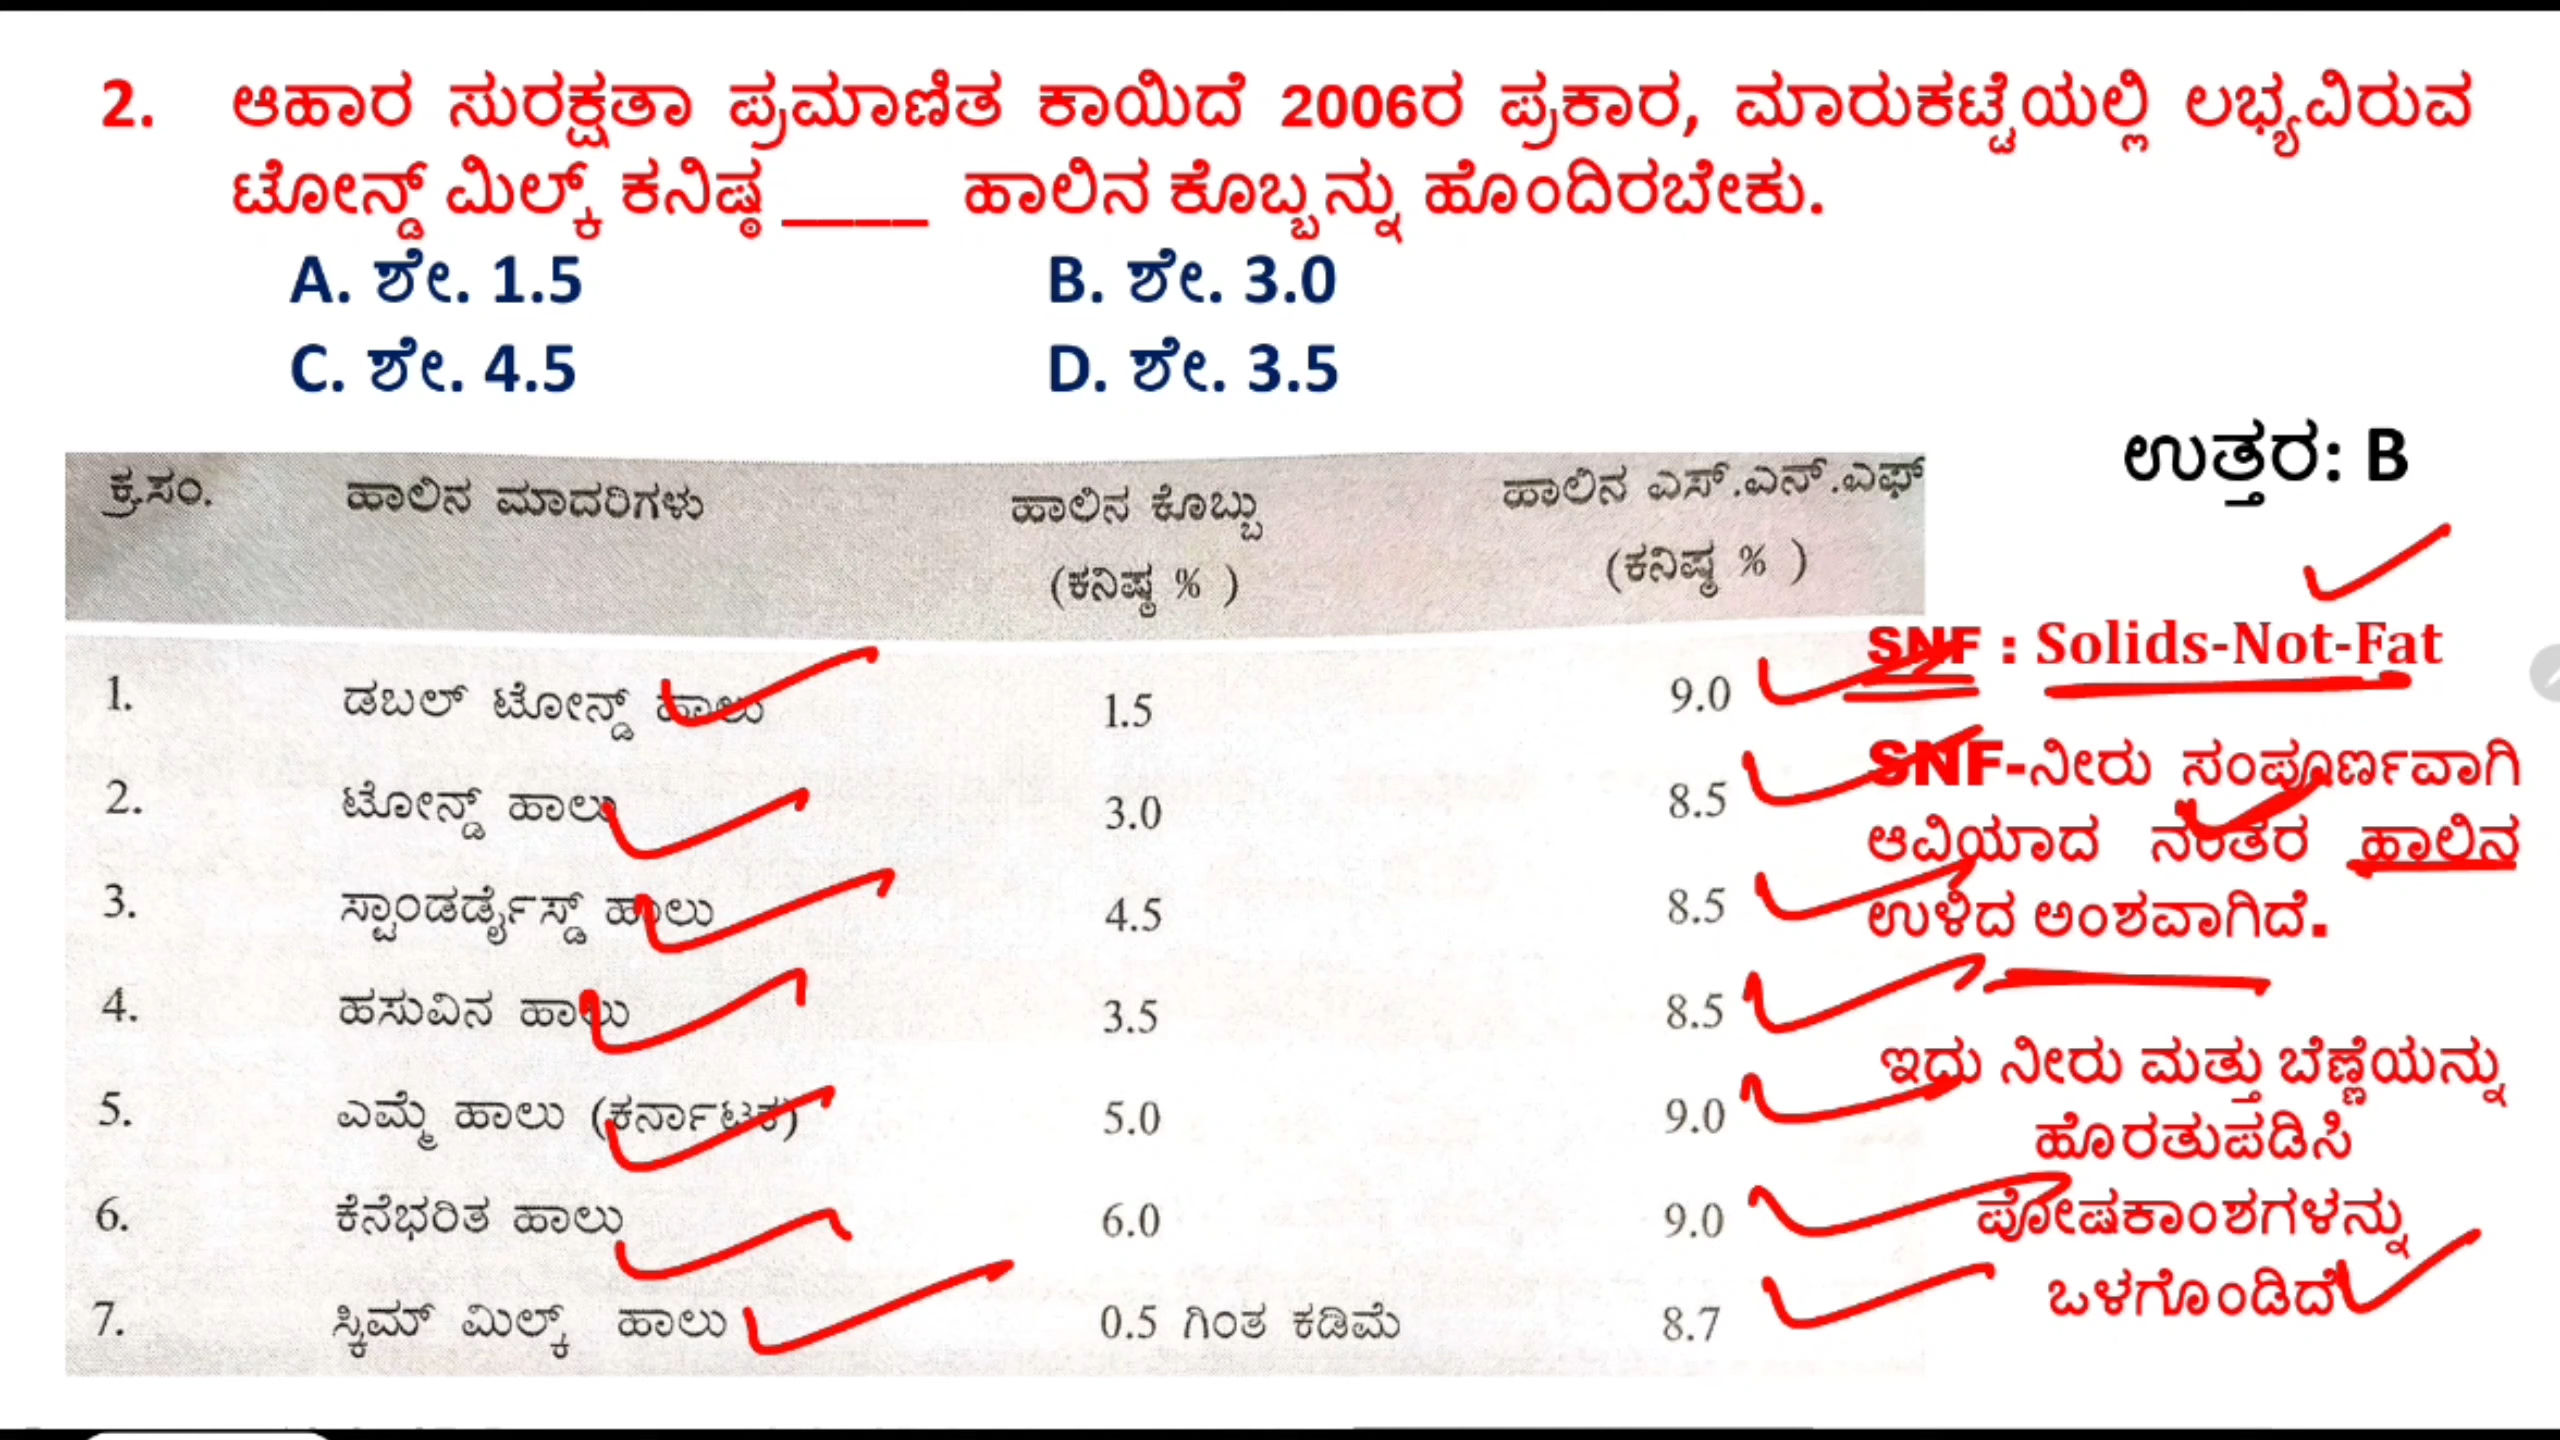 2. ಆಹಾರ ಸುರಕ್ಷತಾ ಪ್ರಮಾಣಿತ ಕಾಯಿದೆ 2006ರ ಪ್ರಕಾರ, ಮಾರುಕಟ್ಟೆಯಲ್ಲಿ ಲಭ್ಯವಿರುವ
ಟೋನ್ಡ್ ಮಿಲ್ಕ್ ಕನಿಷ್ಠ ____ ಹಾಲಿನ ಕೊಬ್ಬನ್ನು ಹೊಂದಿರಬೇಕು.
A. ಶೇ. 1.5 B. ಶೇ. 3.0
C. ಶೇ. 4.5 D. ಶೇ. 3.5
ಉತ್ತರ: B
ಕ್ರ.ಸಂ. ಹಾಲಿನ ಮಾದರಿಗಳು ಹಾಲಿನ ಕೊಬ್ಬು ಹಾಲಿನ ಎಸ್.ಎನ್.ಎಫ್
(ಕನಿಷ್ಠ % ) (ಕನಿಷ್ಠ % )
1. ಡಬಲ್ ಟೋನ್ಡ್ ಹಾಲು 1.5 9.0
2. ಟೋನ್ಡ್ ಹಾಲು 3.0 8.5
3. ಸ್ಟಾಂಡರ್ಡೈಸ್ಡ್ ಹಾಲು 4.5 8.5
4. ಹಸುವಿನ ಹಾಲು 3.5 8.5
5. ಎಮ್ಮೆ ಹಾಲು (ಕರ್ನಾಟಕ) 5.0 9.0
6. ಕೆನೆಭರಿತ ಹಾಲು 6.0 9.0
7. ಸ್ಕಿಮ್ ಮಿಲ್ಕ್ ಹಾಲು 0.5 ಗಿಂತ ಕಡಿಮೆ 8.7
SNF : Solids-Not-Fat
SNF-ನೀರು ಸಂಪೂರ್ಣವಾಗಿ
ಆವಿಯಾದ ನಂತರ ಹಾಲಿನ
ಉಳಿದ ಅಂಶವಾಗಿದೆ.
ಇದು ನೀರು ಮತ್ತು ಬೆಣ್ಣೆಯನ್ನು
ಹೊರತುಪಡಿಸಿ
ಪೋಷಕಾಂಶಗಳನ್ನು
ಒಳಗೊಂಡಿದೆ